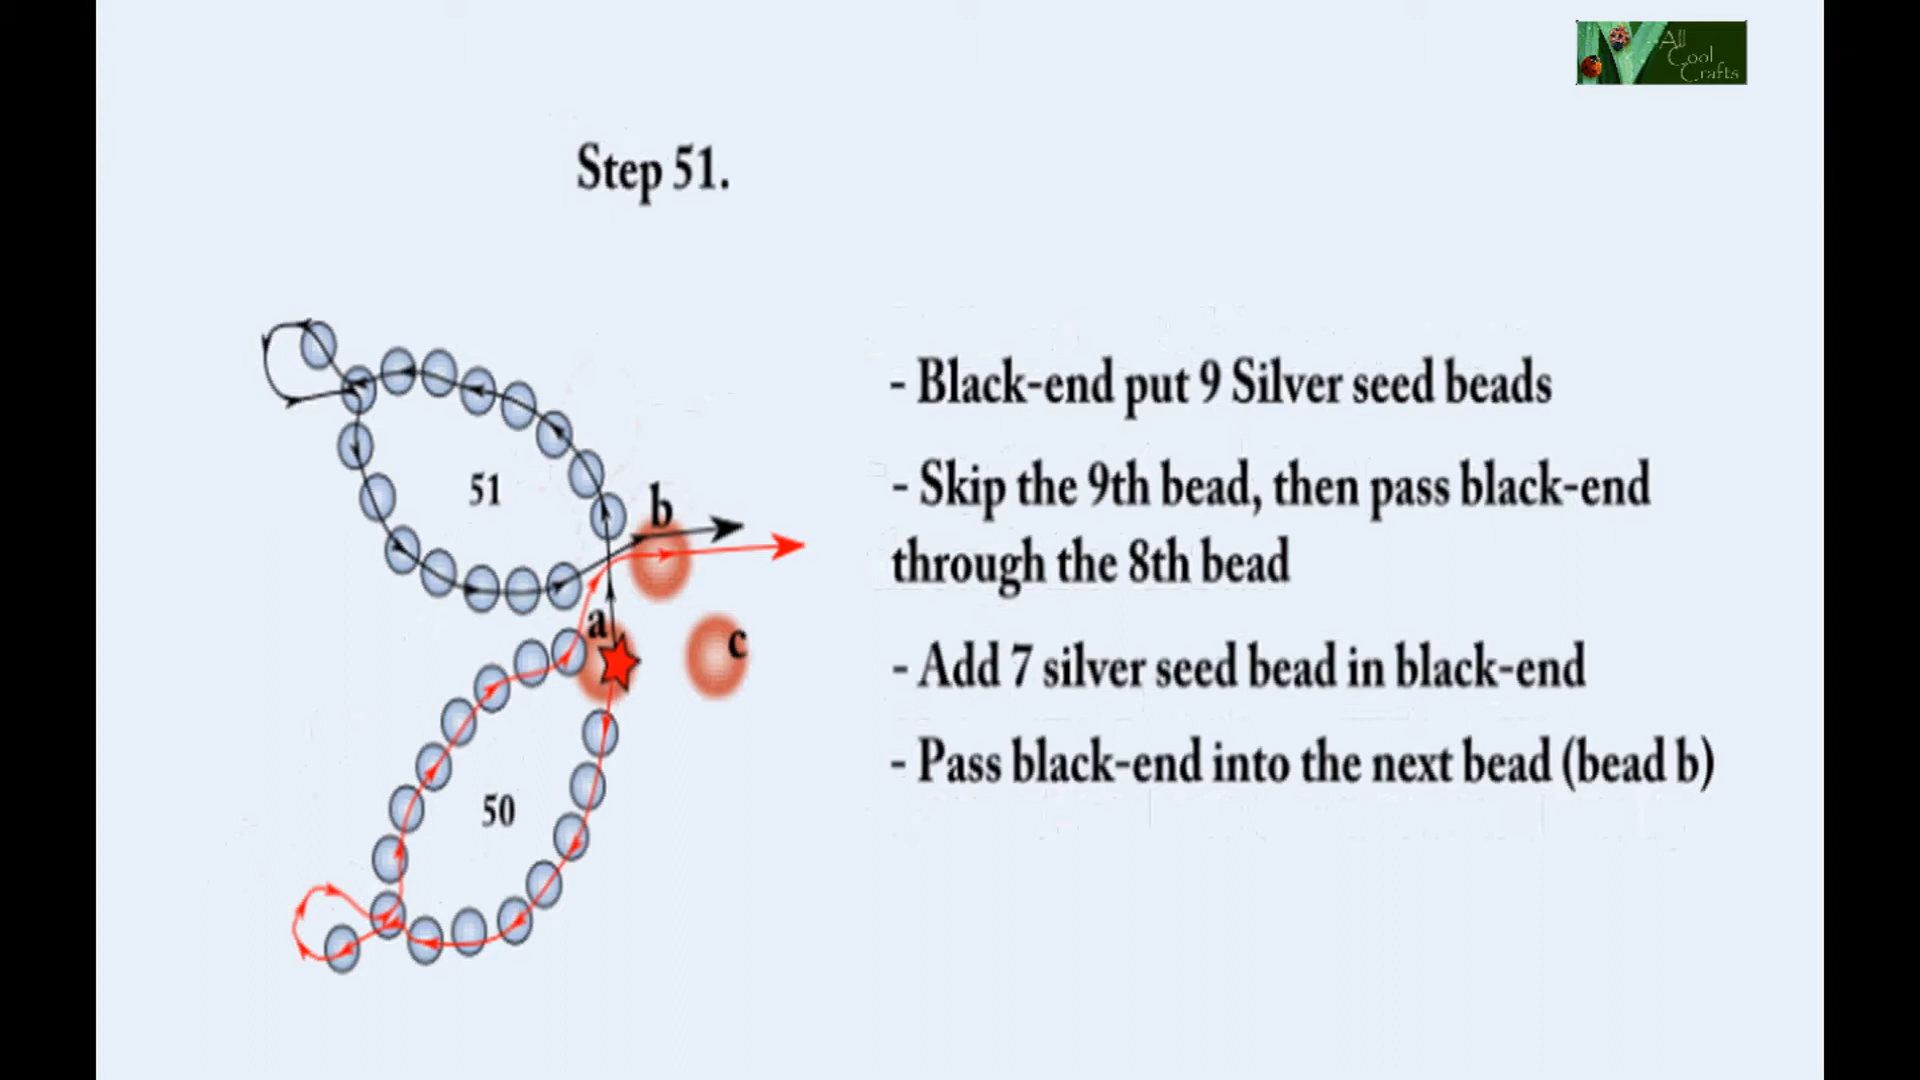 All
Cool
Crafts
Step 51.
51
b
a
c
50
- Black-end put 9 Silver seed beads
- Skip the 9th bead, then pass black-end
through the 8th bead
- Add 7 silver seed bead in black-end
- Pass black-end into the next bead (bead b)